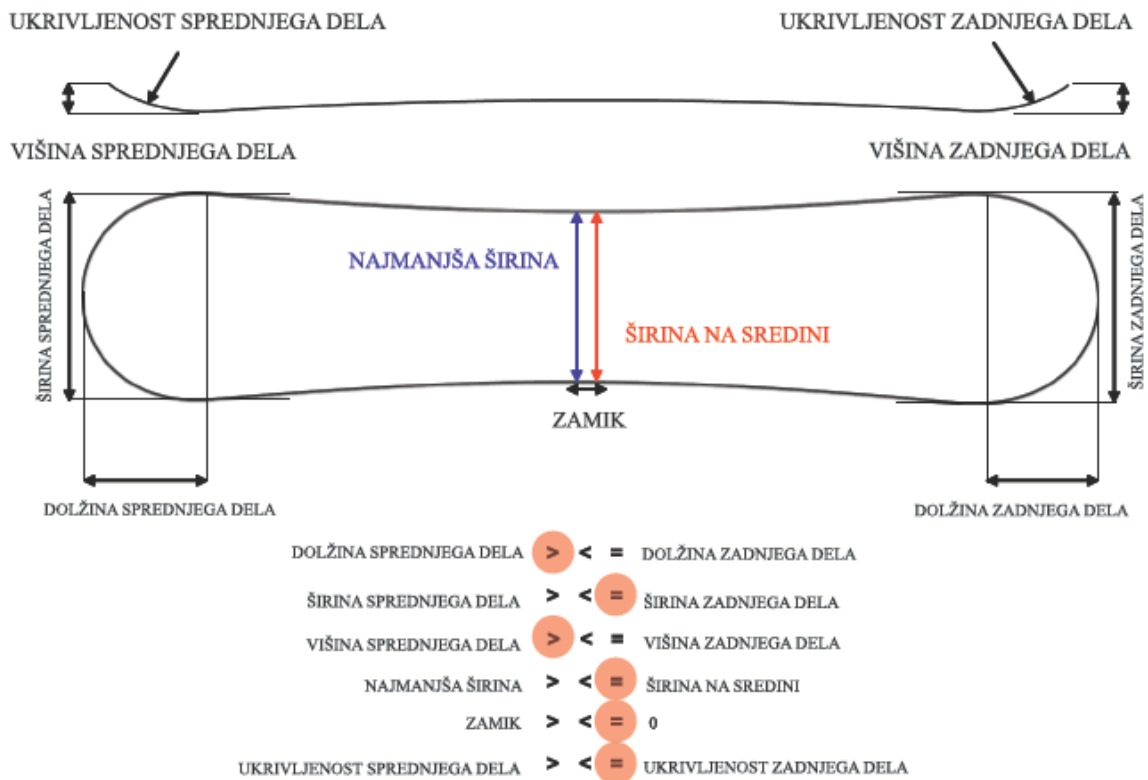 UKRIVLJENOST SPREDNJEGA DELA
UKRIVLJENOST ZADNJEGA DELA
VIŠINA SPREDNJEGA DELA
VIŠINA ZADNJEGA DELA
ŠIRINA SPREDNJEGA DELA
NAJMANJŠA ŠIRINA
ŠIRINA NA SREDINI
ŠIRINA ZADNJEGA DELA
ZAMIK
DOLŽINA SPREDNJEGA DELA
DOLŽINA ZADNJEGA DELA
DOLŽINA SPREDNJEGA DELA > < = DOLŽINA ZADNJEGA DELA
ŠIRINA SPREDNJEGA DELA > < = ŠIRINA ZADNJEGA DELA
VIŠINA SPREDNJEGA DELA > < = VIŠINA ZADNJEGA DELA
NAJMANJŠA ŠIRINA > < = ŠIRINA NA SREDINI
ZAMIK > < = 0
UKRIVLJENOST SPREDNJEGA DELA > < = UKRIVLJENOST ZADNJEGA DELA